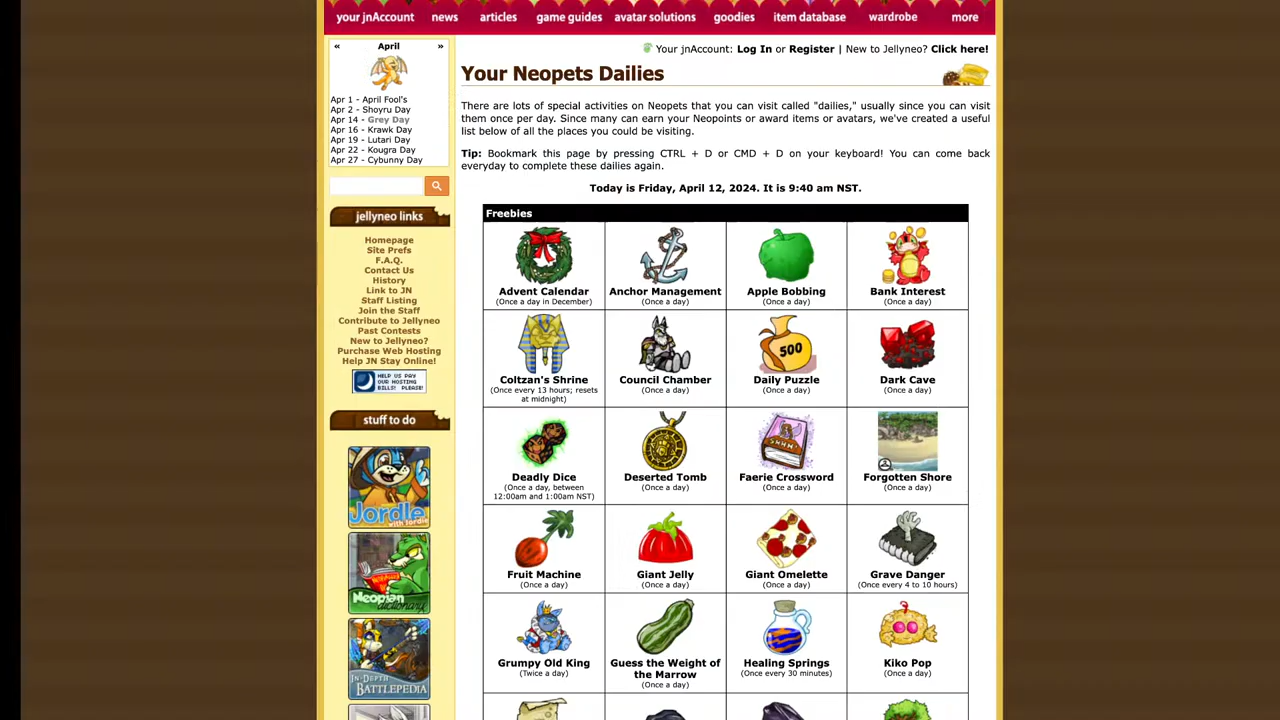 your jnAccount news articles game guides avatar solutions goodies item database wardrobe more
« April »
Apr 1 - April Fool's
Apr 2 - Shoyru Day
Apr 14 - Grey Day
Apr 16 - Krawk Day
Apr 19 - Lutari Day
Apr 22 - Kougra Day
Apr 27 - Cybunny Day
jellyneo links
Homepage
Site Prefs
F.A.Q.
Contact Us
History
Link to JN
Staff Listing
Join the Staff
Contribute to Jellyneo
Past Contests
New to Jellyneo?
Purchase Web Hosting
Help JN Stay Online!
HELP US PAY
OUR HOSTING
BILLS! PLEASE!
stuff to do
Jordle
with Jordie
Neopian
dictionary
IN-DEPTH
BATTLEPEDIA
Your jnAccount: Log In or Register | New to Jellyneo? Click here!
Your Neopets Dailies
There are lots of special activities on Neopets that you can visit called "dailies," usually since you can visit
them once per day. Since many can earn your Neopoints or award items or avatars, we've created a useful
list below of all the places you could be visiting.
Tip: Bookmark this page by pressing CTRL + D or CMD + D on your keyboard! You can come back
everyday to complete these dailies again.
Today is Friday, April 12, 2024. It is 9:40 am NST.
Freebies
Advent Calendar
(Once a day in December)
Anchor Management
(Once a day)
Apple Bobbing
(Once a day)
Bank Interest
(Once a day)
Coltzan's Shrine
(Once every 13 hours; resets
at midnight)
Council Chamber
(Once a day)
500
Daily Puzzle
(Once a day)
Dark Cave
(Once a day)
Deadly Dice
(Once a day, between
12:00am and 1:00am NST)
Deserted Tomb
(Once a day)
Faerie Crossword
(Once a day)
Forgotten Shore
(Once a day)
Fruit Machine
(Once a day)
Giant Jelly
(Once a day)
Giant Omelette
(Once a day)
Grave Danger
(Once every 4 to 10 hours)
Grumpy Old King
(Twice a day)
Guess the Weight of
the Marrow
(Once a day)
Healing Springs
(Once every 30 minutes)
Kiko Pop
(Once a day)